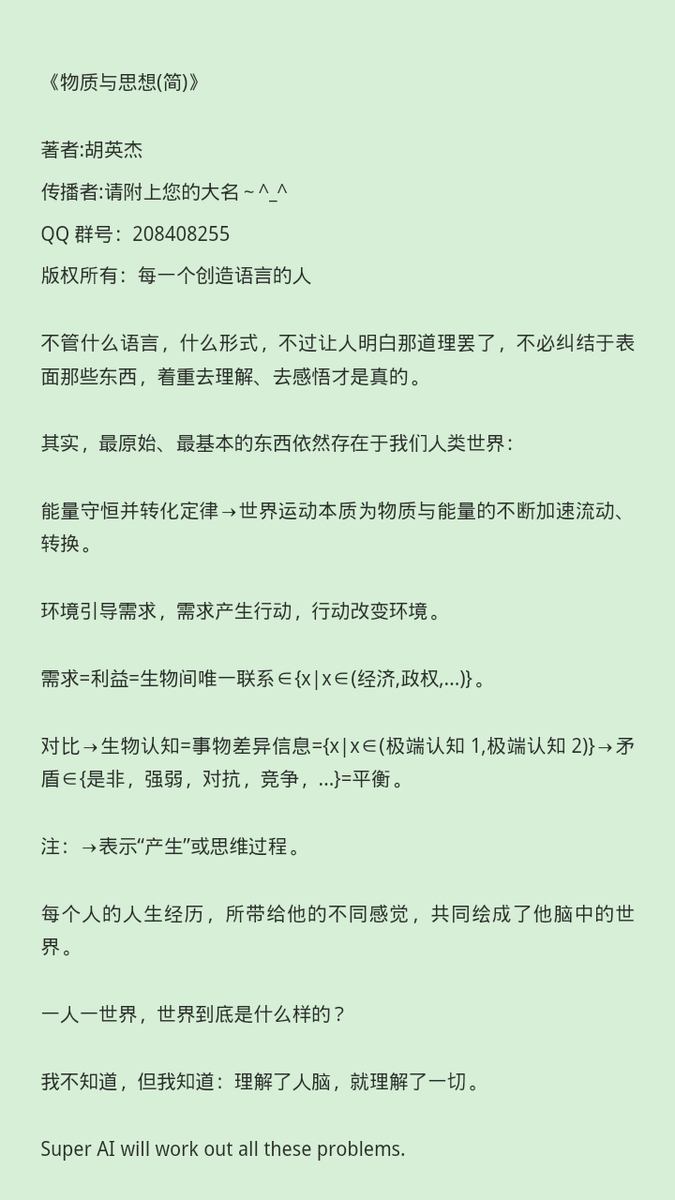 《物质与思想(简)》
著者:胡英杰
传播者:请附上您的大名～^_^
QQ 群号：208408255
版权所有：每一个创造语言的人
不管什么语言，什么形式，不过让人明白那道理罢了，不必纠结于表
面那些东西，着重去理解、去感悟才是真的。
其实，最原始、最基本的东西依然存在于我们人类世界：
能量守恒并转化定律→世界运动本质为物质与能量的不断加速流动、
转换。
环境引导需求，需求产生行动，行动改变环境。
需求=利益=生物间唯一联系∈{x|x∈(经济,政权,...)}。
对比→生物认知=事物差异信息={x|x∈(极端认知 1,极端认知 2)}→矛
盾∈{是非，强弱，对抗，竞争，...}=平衡。
注：→表示“产生”或思维过程。
每个人的人生经历，所带给他的不同感觉，共同绘成了他脑中的世
界。
一人一世界，世界到底是什么样的？
我不知道，但我知道：理解了人脑，就理解了一切。
Super AI will work out all these problems.